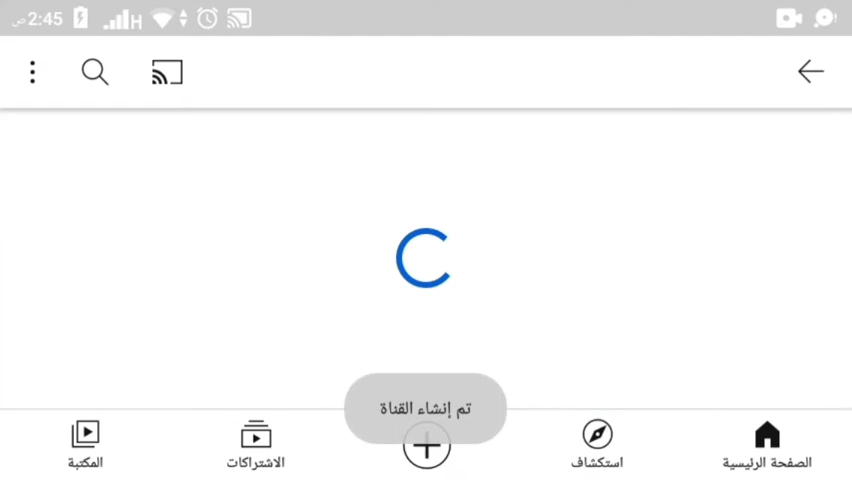 2:45 ص
H
تم إنشاء القناة
الصفحة الرئيسية
استكشاف
الاشتراكات
المكتبة